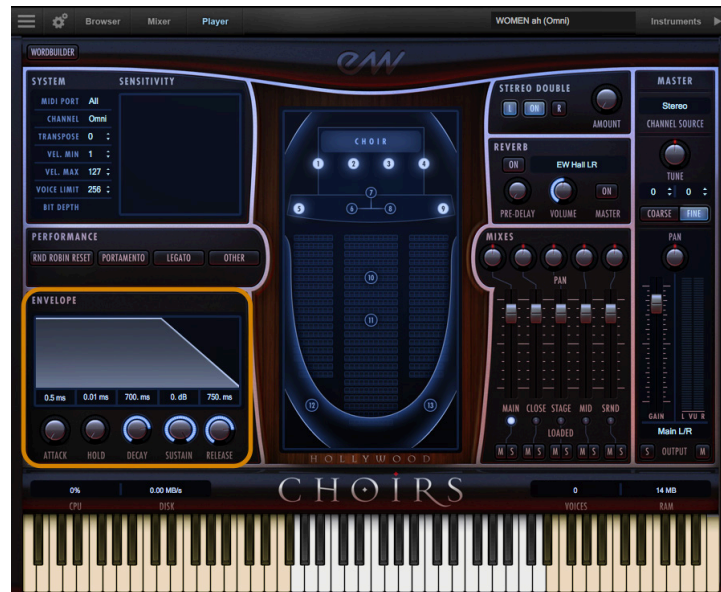 Browser Mixer Player WOMEN ah (Omni) Instruments
WORDBUILDER
EW
SYSTEM SENSITIVITY
MIDI PORT All
CHANNEL Omni
TRANSPOSE 0
VEL. MIN 1
VEL. MAX 127
VOICE LIMIT 256
BIT DEPTH
PERFORMANCE
RND ROBIN RESET PORTAMENTO LEGATO OTHER
ENVELOPE
0.5 ms 0.01 ms 700. ms 0. dB 750. ms
ATTACK HOLD DECAY SUSTAIN RELEASE
CHOIR
1 2 3 4
7
5 6 8 9
10
11
12 13
HOLLYWOOD
CHOIRS
STEREO DOUBLE
L ON R
AMOUNT
REVERB
ON EW Hall LR
ON
PRE-DELAY VOLUME MASTER
MIXES
PAN
MAIN CLOSE STAGE MID SRND
LOADED
M S M S M S M S M S
MASTER
Stereo
CHANNEL SOURCE
TUNE
0 0
COARSE FINE
PAN
GAIN L VU R
Main L/R
S OUTPUT M
0% 0.00 MB/s
CPU DISK
0 14 MB
VOICES RAM